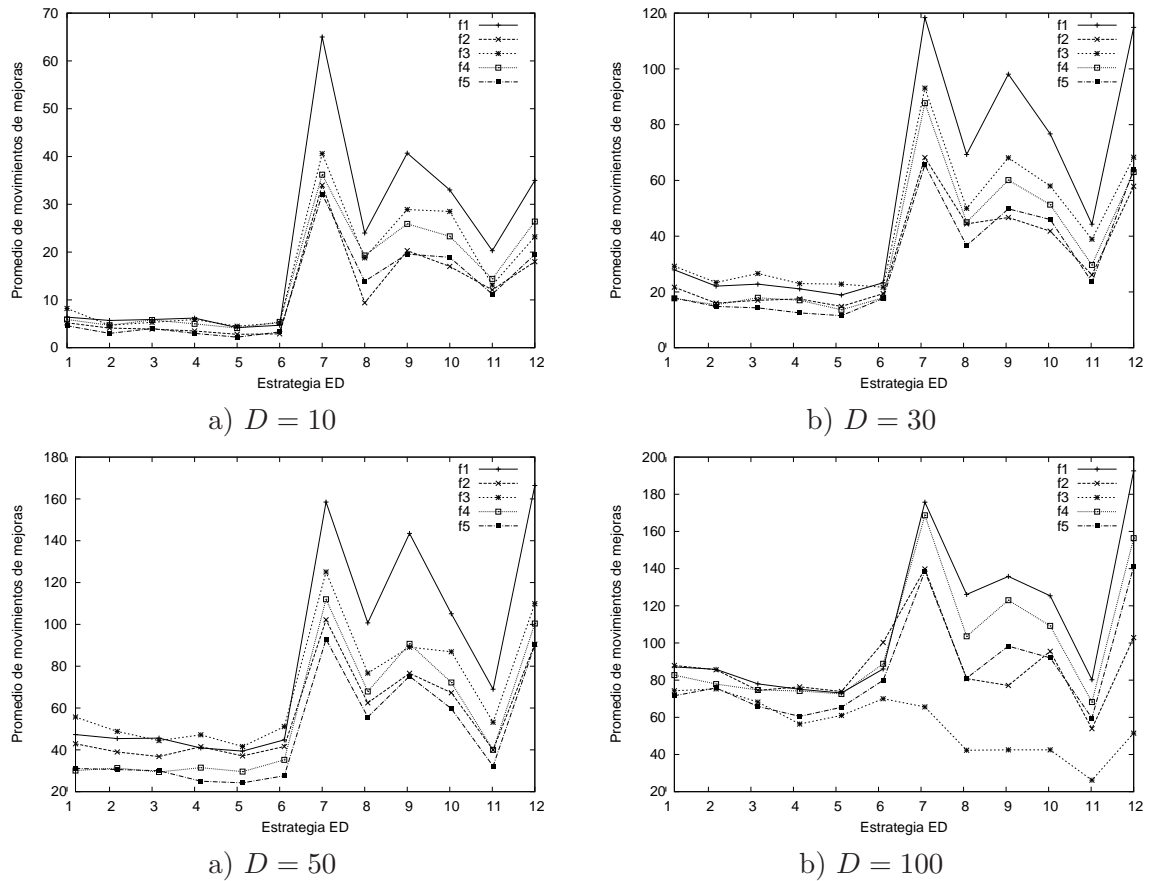 70
60
50
40
30
20
10
0
1 2 3 4 5 6 7 8 9 10 11 12
Promedio de movimientos de mejoras
Estrategia ED
f1
f2
f3
f4
f5
a) D = 10
120
100
80
60
40
20
0
1 2 3 4 5 6 7 8 9 10 11 12
Promedio de movimientos de mejoras
Estrategia ED
f1
f2
f3
f4
f5
b) D = 30
180
160
140
120
100
80
60
40
20
1 2 3 4 5 6 7 8 9 10 11 12
Promedio de movimientos de mejoras
Estrategia ED
f1
f2
f3
f4
f5
a) D = 50
200
180
160
140
120
100
80
60
40
20
1 2 3 4 5 6 7 8 9 10 11 12
Promedio de movimientos de mejoras
Estrategia ED
f1
f2
f3
f4
f5
b) D = 100